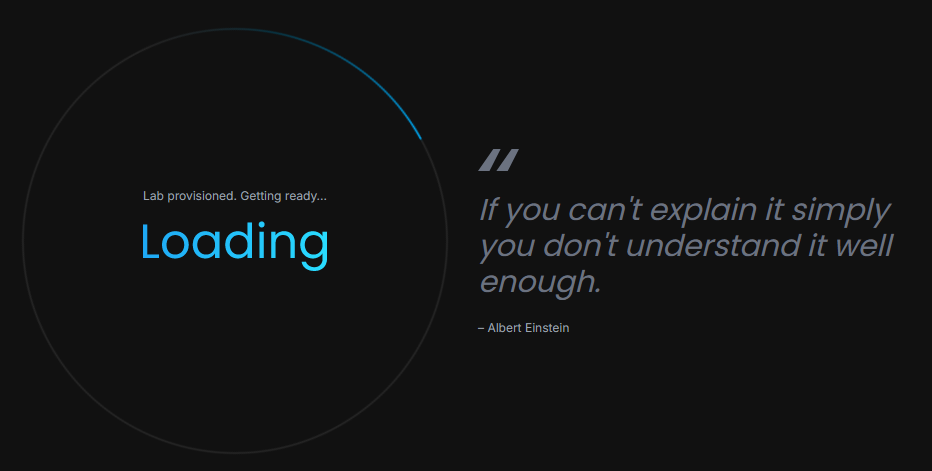 Lab provisioned. Getting ready...
Loading
“
If you can't explain it simply
you don't understand it well
enough.
– Albert Einstein